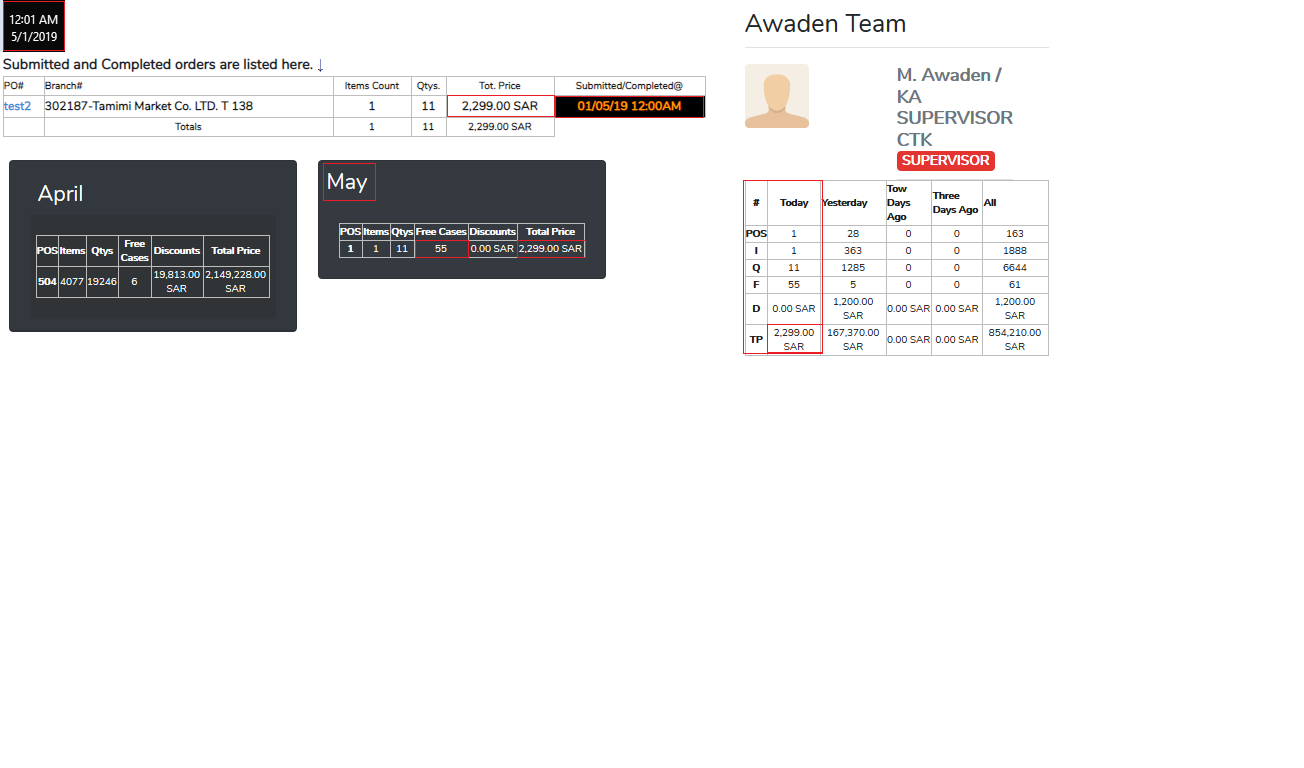 12:01 AM
5/1/2019
Submitted and Completed orders are listed here. ↓
PO# Branch# Items Count Qtys. Tot. Price Submitted/Completed@
test2 302187-Tamimi Market Co. LTD. T 138 1 11 2,299.00 SAR 01/05/19 12:00AM
Totals 1 11 2,299.00 SAR
April
POS Items Qtys Free Cases Discounts Total Price
504 4077 19246 6 19,813.00 SAR 2,149,228.00 SAR
May
POS Items Qtys Free Cases Discounts Total Price
1 1 11 55 0.00 SAR 2,299.00 SAR
Awaden Team
M. Awaden /
KA
SUPERVISOR
CTK
SUPERVISOR
# Today Yesterday Tow Days Ago Three Days Ago All
POS 1 28 0 0 163
I 1 363 0 0 1888
Q 11 1285 0 0 6644
F 55 5 0 0 61
D 0.00 SAR 1,200.00 SAR 0.00 SAR 0.00 SAR 1,200.00 SAR
TP 2,299.00 SAR 167,370.00 SAR 0.00 SAR 0.00 SAR 854,210.00 SAR